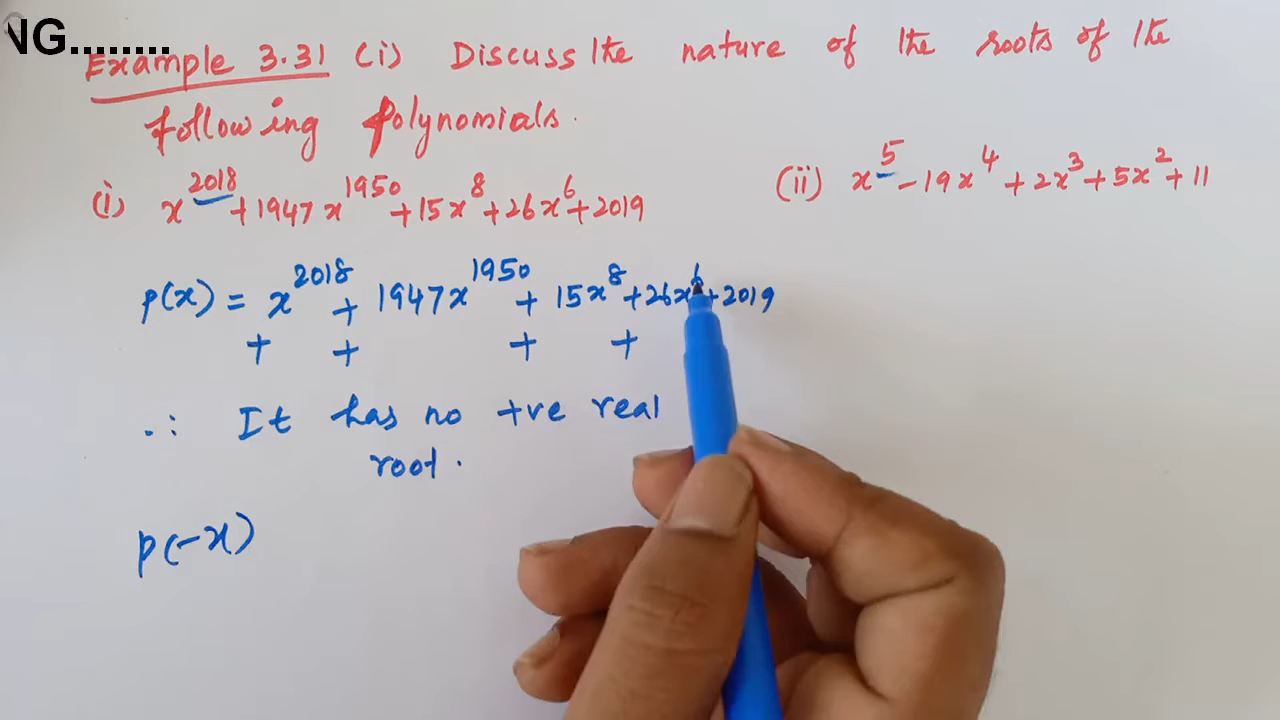 NG........
Example 3.31 (i) Discuss the nature of the roots of the
following polynomials.
(i) x^2018 + 1947 x^1950 + 15x^8 + 26x^6 + 2019
(ii) x^5 - 19x^4 + 2x^3 + 5x^2 + 11
p(x) = x^2018 + 1947x^1950 + 15x^8 + 26x^6 + 2019
+ + + +
∴ It has no +ve real
root.
p(-x)